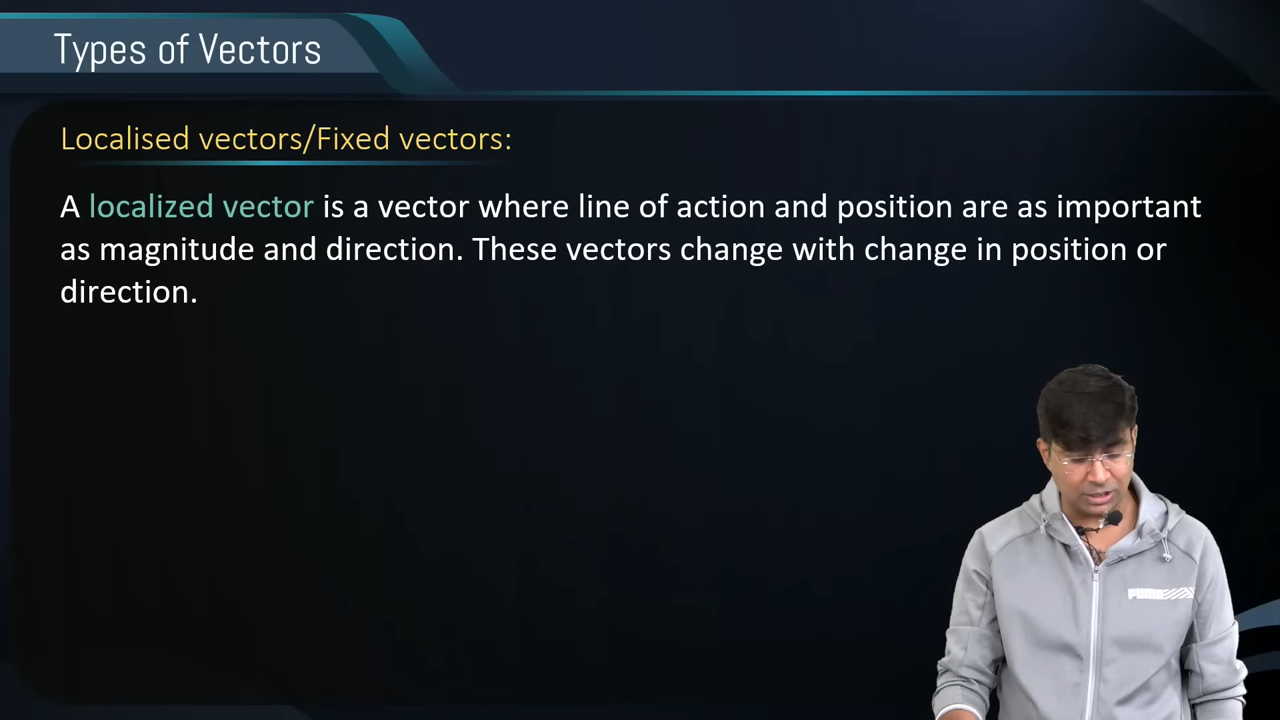 Types of Vectors
Localised vectors/Fixed vectors:
A localized vector is a vector where line of action and position are as important
as magnitude and direction. These vectors change with change in position or
direction.
PUMA